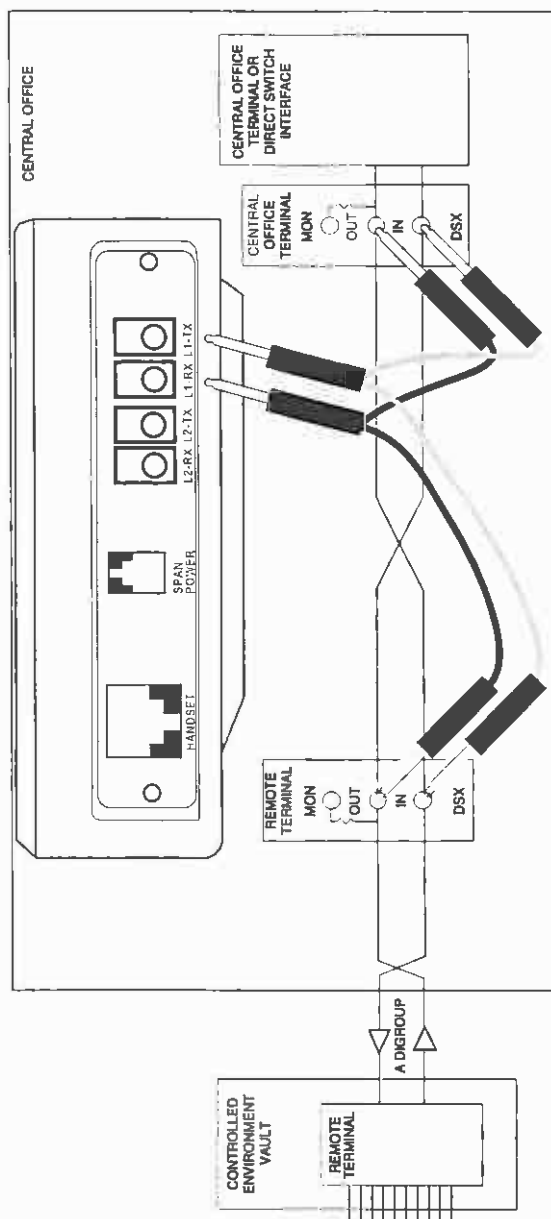 CENTRAL OFFICE
HANDSET
SPAN
POWER
L2-RX
L2-TX
L1-RX
L1-TX
CONTROLLED
ENVIRONMENT
VAULT
REMOTE
TERMINAL
A DIGROUP
REMOTE
TERMINAL
MON
OUT
IN
DSX
CENTRAL
OFFICE
TERMINAL
MON
OUT
IN
DSX
CENTRAL OFFICE
TERMINAL OR
DIRECT SWITCH
INTERFACE